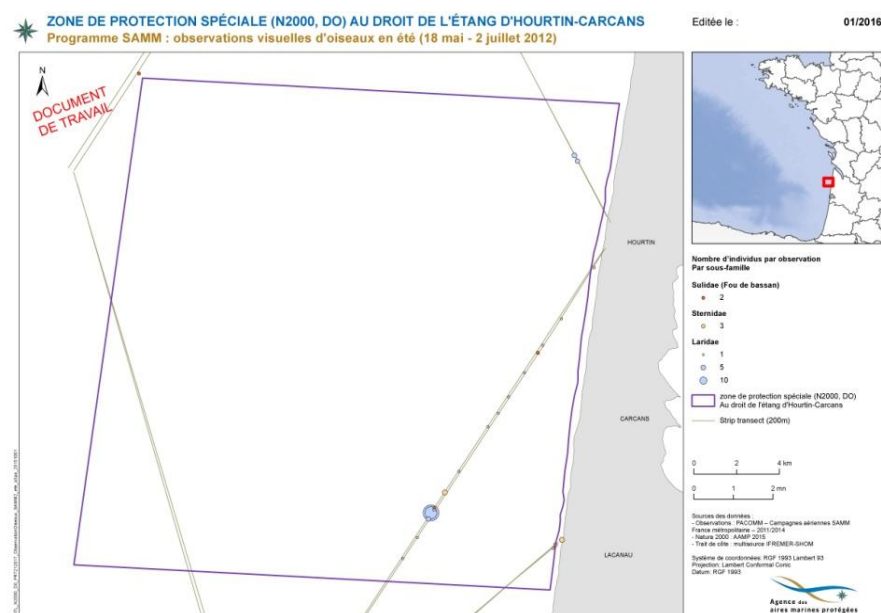 ZONE DE PROTECTION SPÉCIALE (N2000, DO) AU DROIT DE L'ÉTANG D'HOURTIN-CARCANS
Programme SAMM : observations visuelles d'oiseaux en été (18 mai - 2 juillet 2012)
Editée le : 01/2016
N
DOCUMENT
DE TRAVAIL
HOURTIN
CARCANS
LACANAU
Nombre d'individus par observation
Par sous-famille
Sulidae (Fou de bassan)
2
Sternidae
3
Laridae
1
5
10
zone de protection spéciale (N2000, DO)
Au droit de l'étang d'Hourtin-Carcans
Strip transect (200m)
0 2 4 km
0 1 2 mn
Sources des données :
- Observations : PACOMM – Campagnes aériennes SAMM
France métropolitaine – 2011/2014
- Natura 2000 : AAMP 2015
- Trait de côte : multisource IFREMER-SHOM
Système de coordonnées: RGF 1993 Lambert 93
Projection: Lambert Conformal Conic
Datum: RGF 1993
Agence des
aires marines protégées